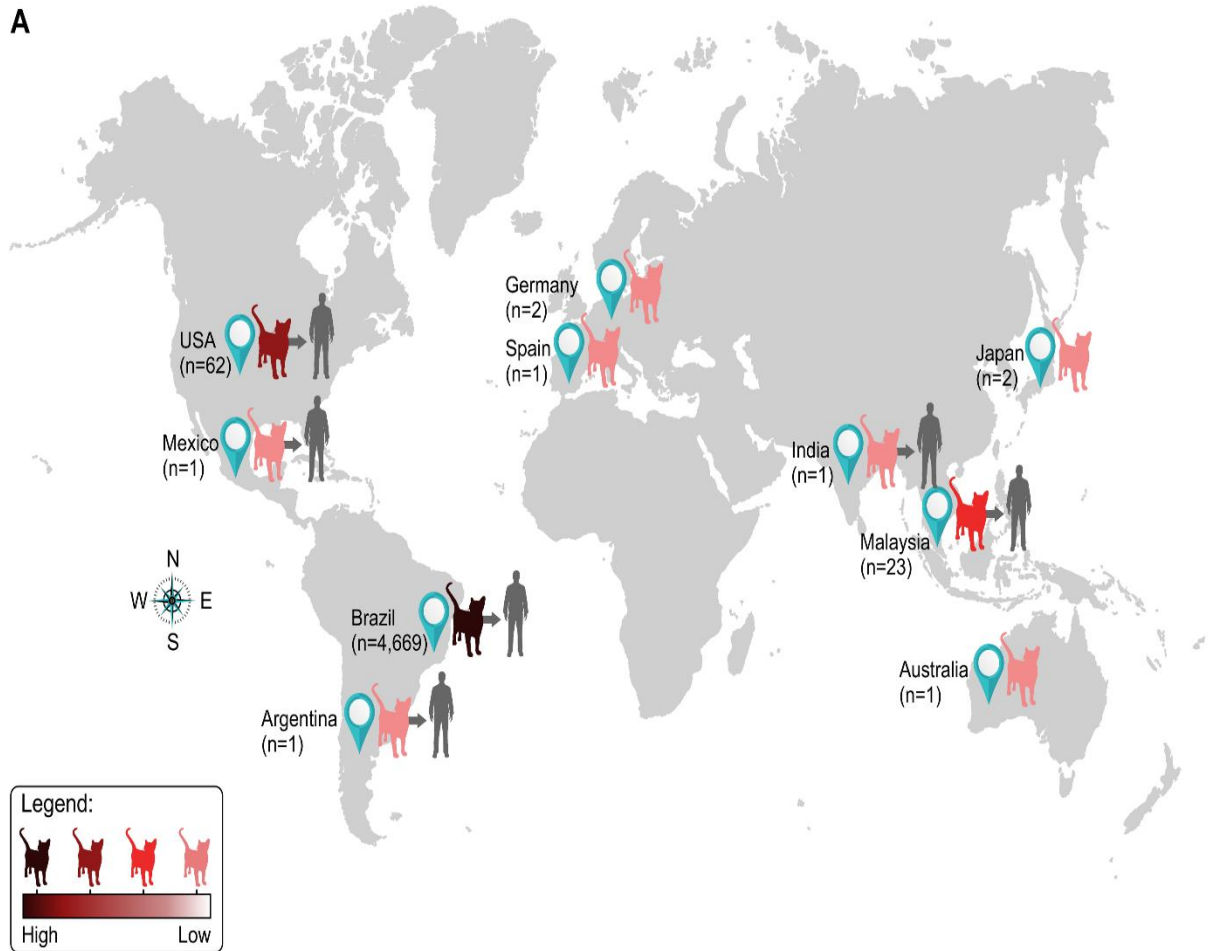 A
Germany
(n=2)
USA
(n=62)
Spain
(n=1)
Japan
(n=2)
Mexico
(n=1)
India
(n=1)
Malaysia
(n=23)
N
W E
S
Brazil
(n=4,669)
Australia
(n=1)
Argentina
(n=1)
Legend:
High Low